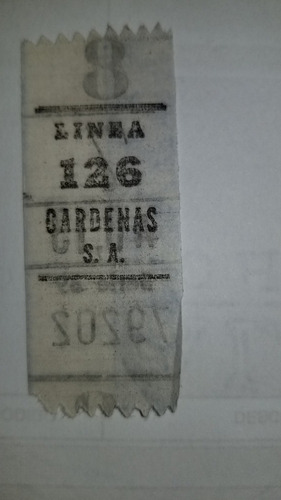 8
LINEA
126
CARDENAS
S. A.
79202